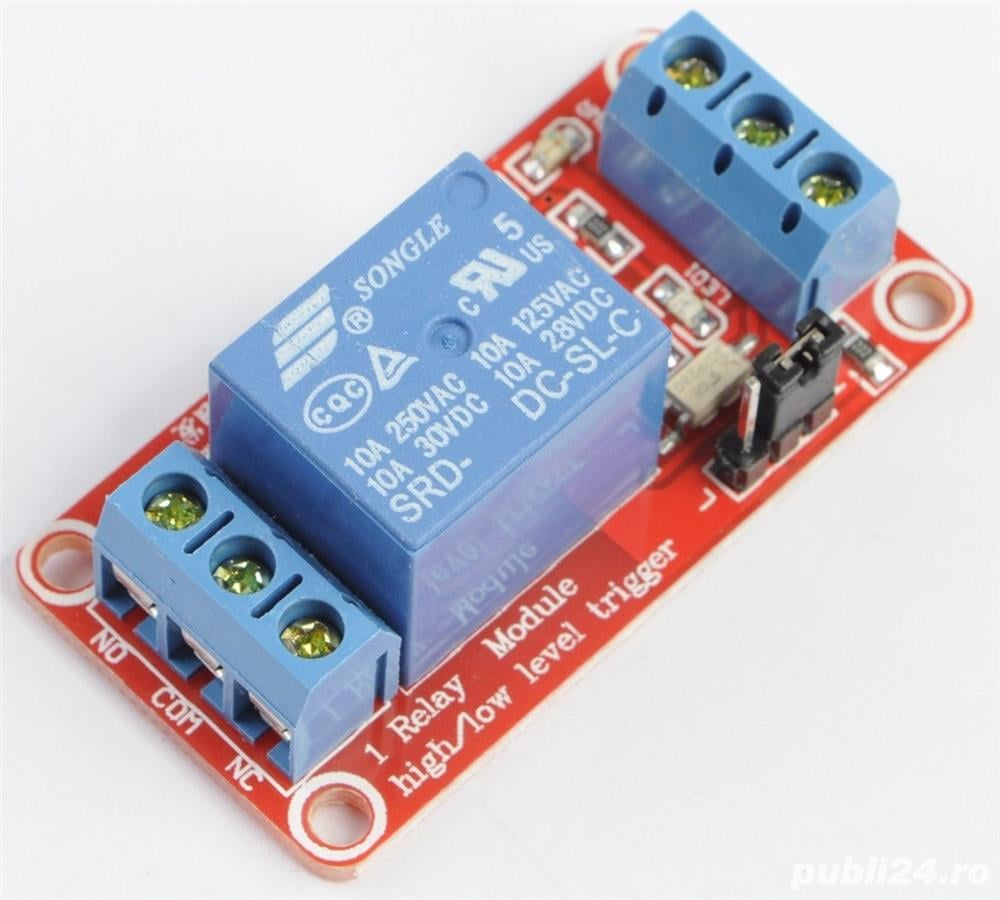 SONGLE
®
5
C
US
CQC
10A 250VAC 10A 125VAC
10A 30VDC 10A 28VDC
SRD-
DC-SL-C
LED1
NO
COM
NC
1 Relay Module
high/low level trigger
L
publi24.ro